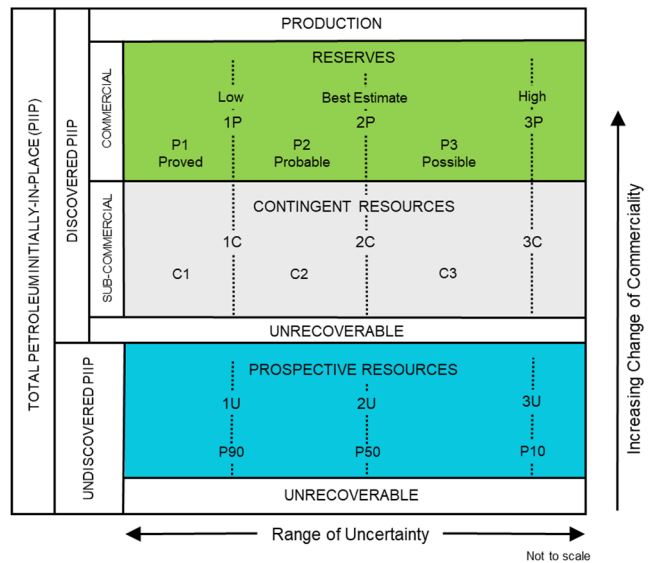 TOTAL PETROLEUM INITIALLY-IN-PLACE (PIIP)
DISCOVERED PIIP
UNDISCOVERED PIIP
COMMERCIAL
SUB-COMMERCIAL
PRODUCTION
RESERVES
Low Best Estimate High
1P 2P 3P
P1 P2 P3
Proved Probable Possible
CONTINGENT RESOURCES
1C 2C 3C
C1 C2 C3
UNRECOVERABLE
PROSPECTIVE RESOURCES
1U 2U 3U
P90 P50 P10
UNRECOVERABLE
Increasing Change of Commerciality
Range of Uncertainty
Not to scale